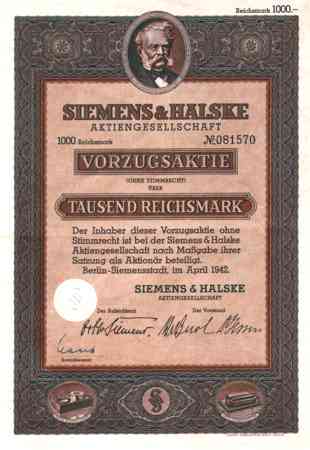 Reichsmark 1000.–
SIEMENS & HALSKE
AKTIENGESELLSCHAFT
1000 Reichsmark
№081570
VORZUGSAKTIE
(OHNE STIMMRECHT)
ÜBER
TAUSEND REICHSMARK
Der Inhaber dieser Vorzugsaktie ohne
Stimmrecht ist bei der Siemens & Halske
Aktiengesellschaft nach Maßgabe ihrer
Satzung als Aktionär beteiligt.
Berlin-Siemensstadt, im April 1942.
SIEMENS & HALSKE
AKTIENGESELLSCHAFT
Der Aufsichtsrat
Der Vorstand